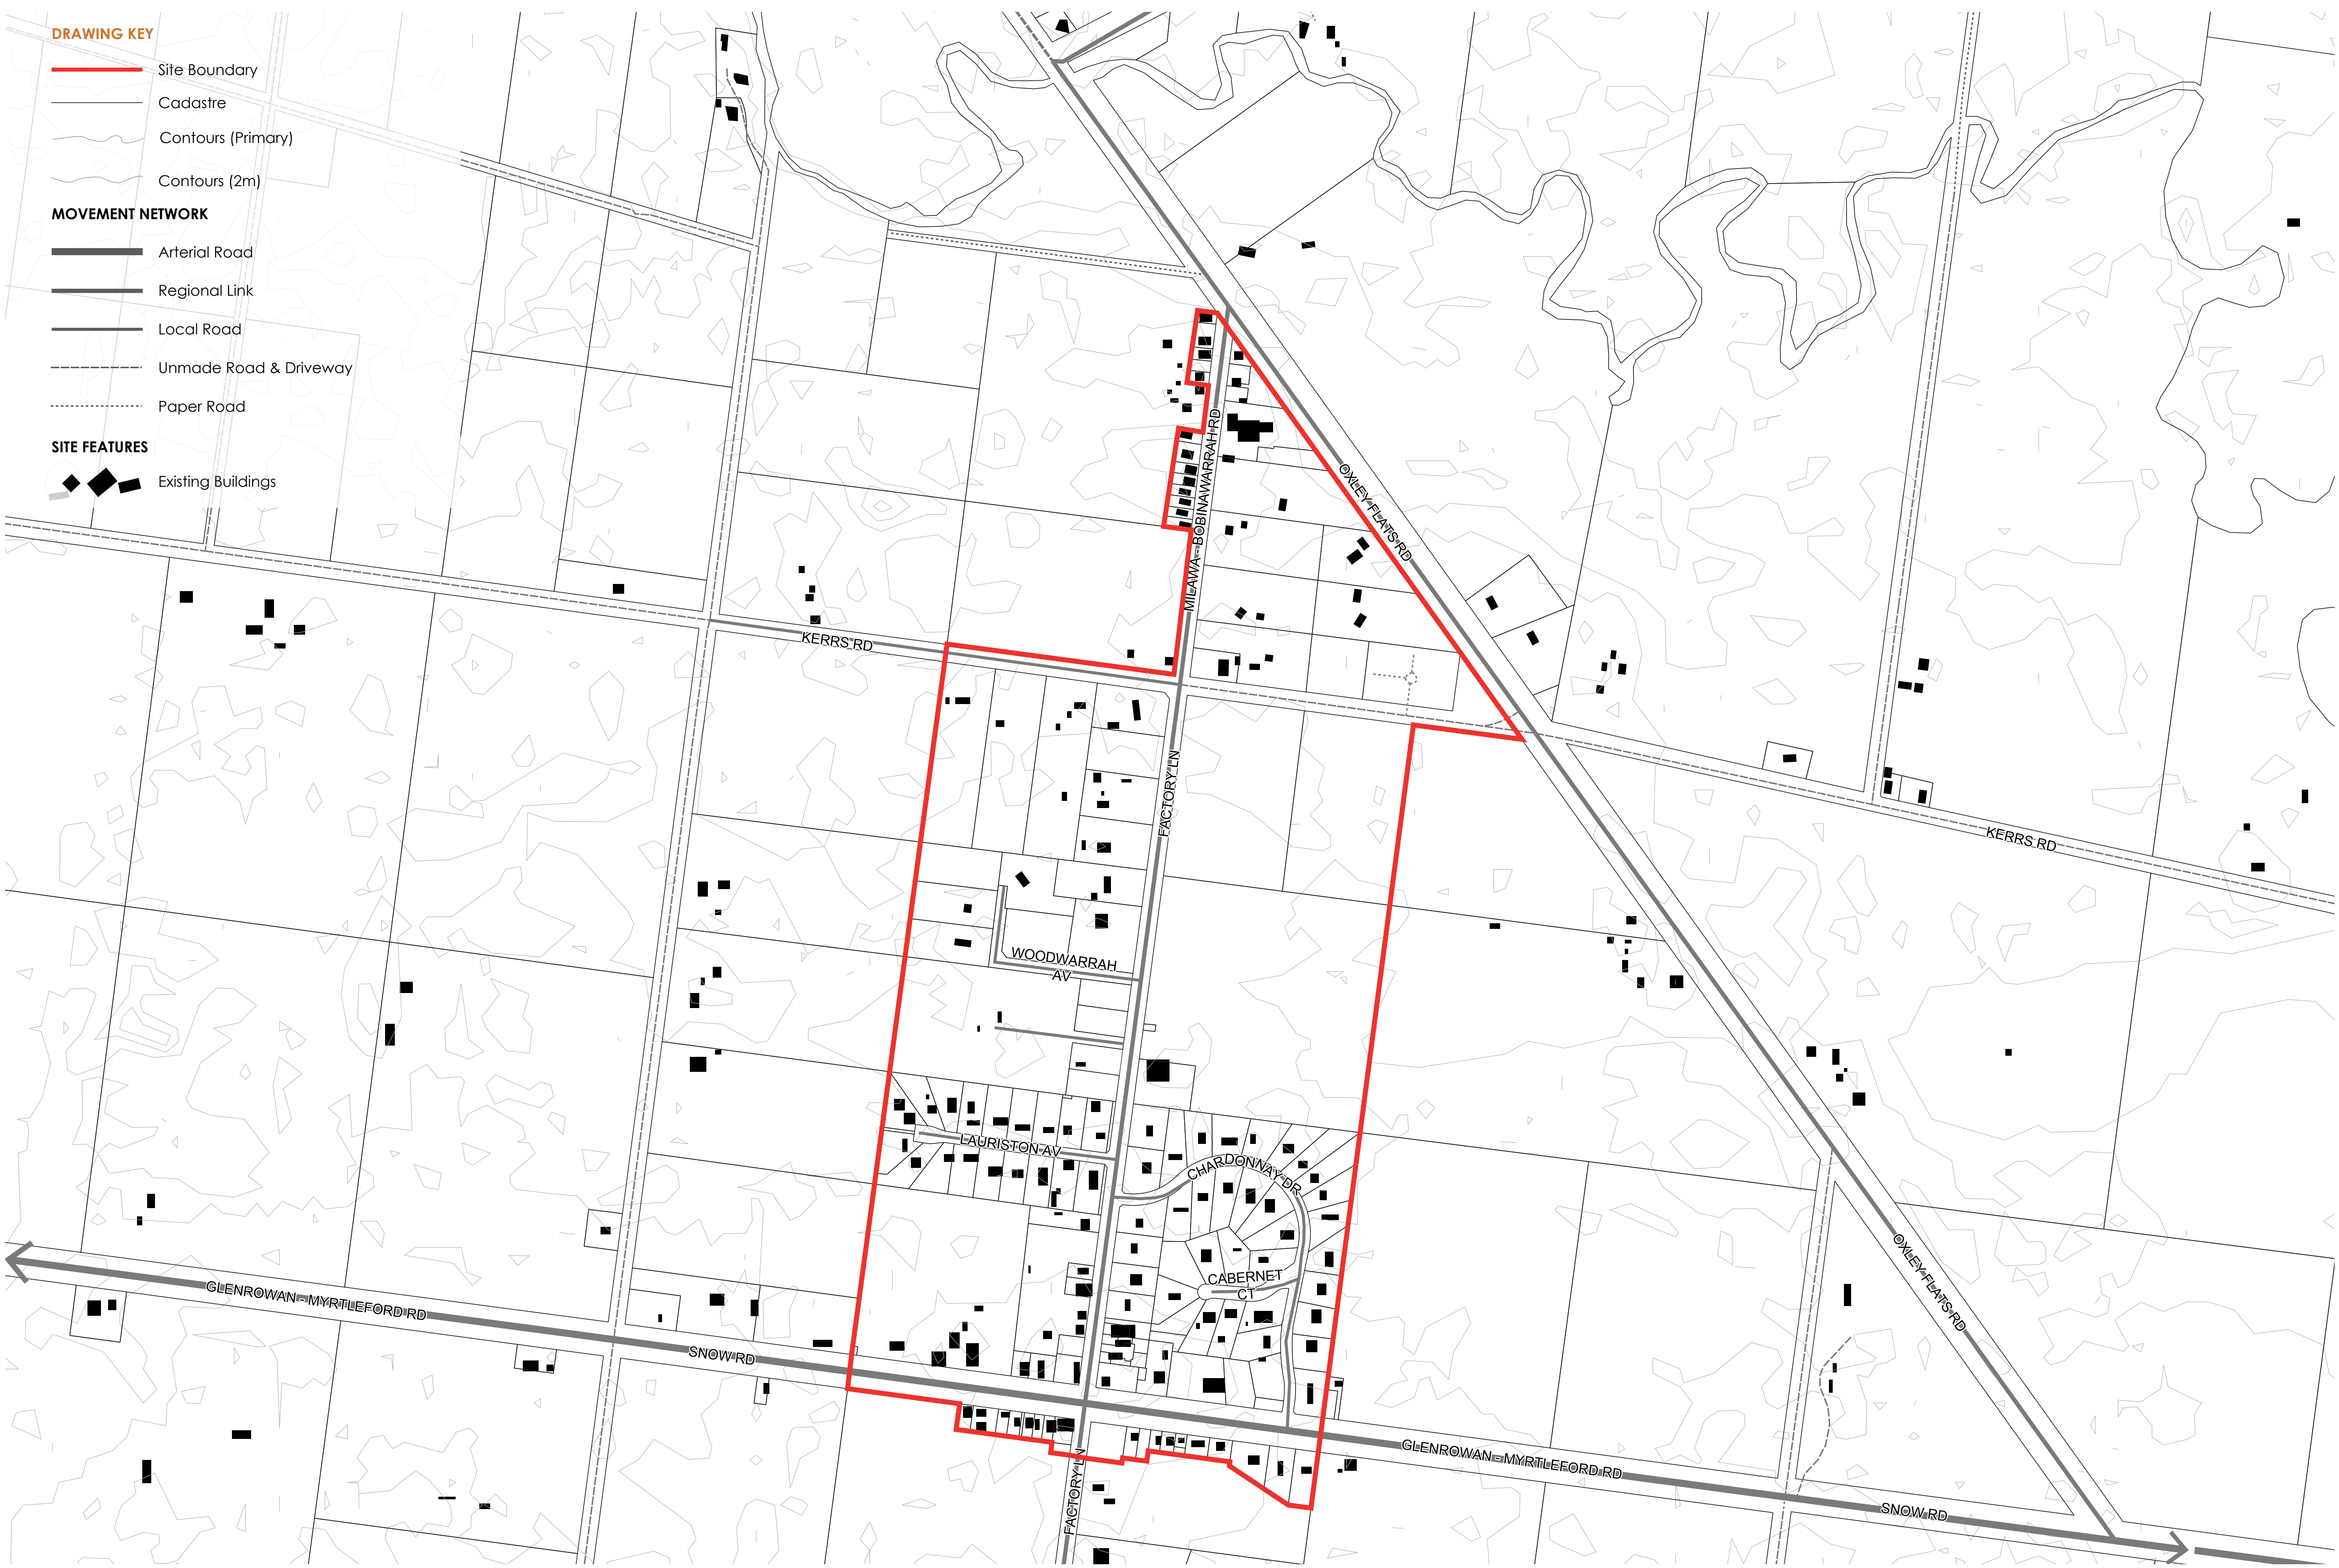 DRAWING KEY
Site Boundary
Cadastre
Contours (Primary)
Contours (2m)
MOVEMENT NETWORK
Arterial Road
Regional Link
Local Road
Unmade Road & Driveway
Paper Road
SITE FEATURES
Existing Buildings
MILAWA - BOBINAWARRAH RD
OXLEY FLATS RD
KERRS RD
FACTORY LN
KERRS RD
WOODWARRAH
AV
LAURISTON AV
CHARDONNAY DR
CABERNET
CT
OXLEY FLATS RD
GLENROWAN - MYRTLEFORD RD
SNOW RD
GLENROWAN - MYRTLEFORD RD
SNOW RD
FACTORY LN